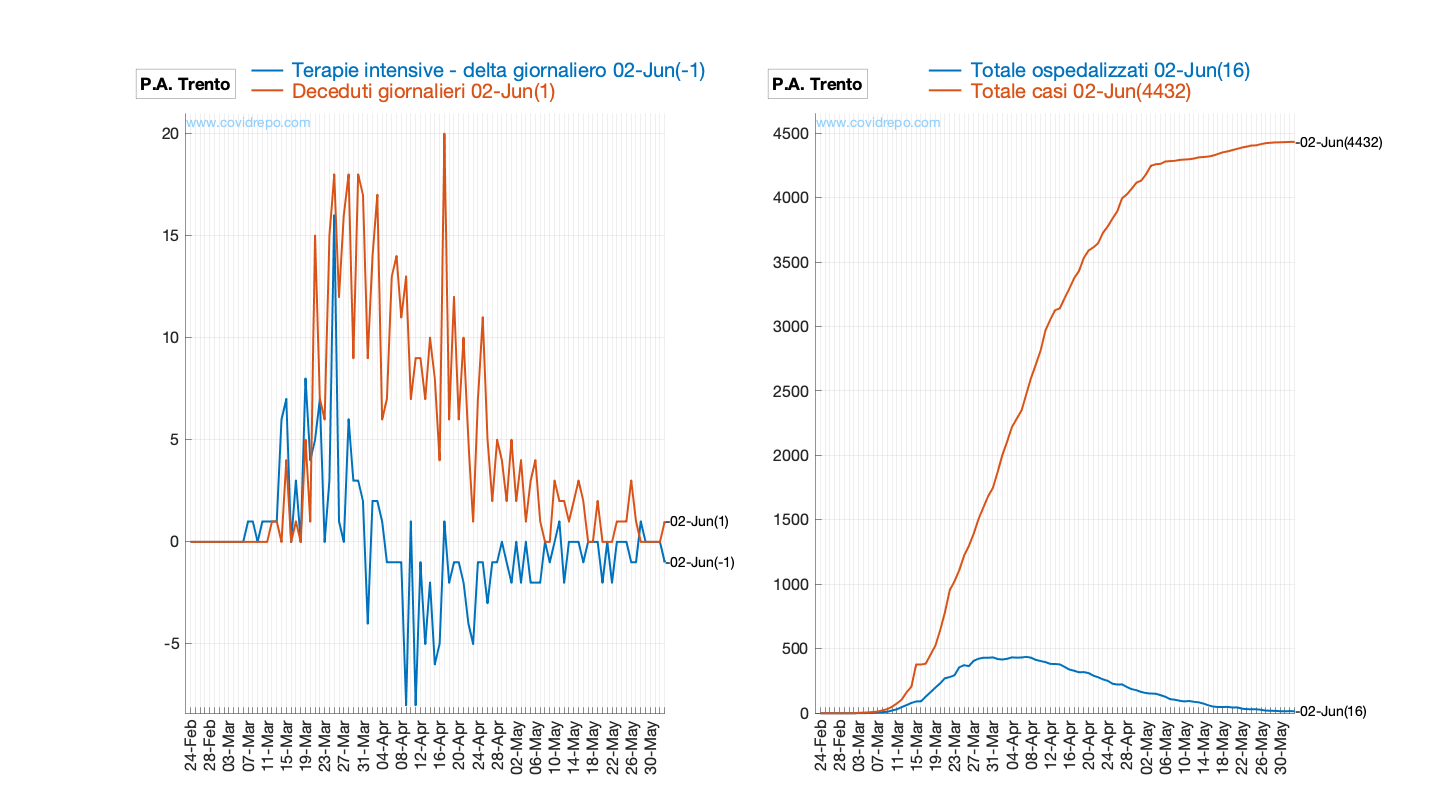 P.A. Trento
Terapie intensive - delta giornaliero 02-Jun(-1)
Deceduti giornalieri 02-Jun(1)
www.covidrepo.com
20
15
10
5
0
-5
-02-Jun(1)
-02-Jun(-1)
24-Feb
28-Feb
03-Mar
07-Mar
11-Mar
15-Mar
19-Mar
23-Mar
27-Mar
31-Mar
04-Apr
08-Apr
12-Apr
16-Apr
20-Apr
24-Apr
28-Apr
02-May
06-May
10-May
14-May
18-May
22-May
26-May
30-May
P.A. Trento
Totale ospedalizzati 02-Jun(16)
Totale casi 02-Jun(4432)
www.covidrepo.com
4500
4000
3500
3000
2500
2000
1500
1000
500
0
-02-Jun(4432)
-02-Jun(16)
24-Feb
28-Feb
03-Mar
07-Mar
11-Mar
15-Mar
19-Mar
23-Mar
27-Mar
31-Mar
04-Apr
08-Apr
12-Apr
16-Apr
20-Apr
24-Apr
28-Apr
02-May
06-May
10-May
14-May
18-May
22-May
26-May
30-May